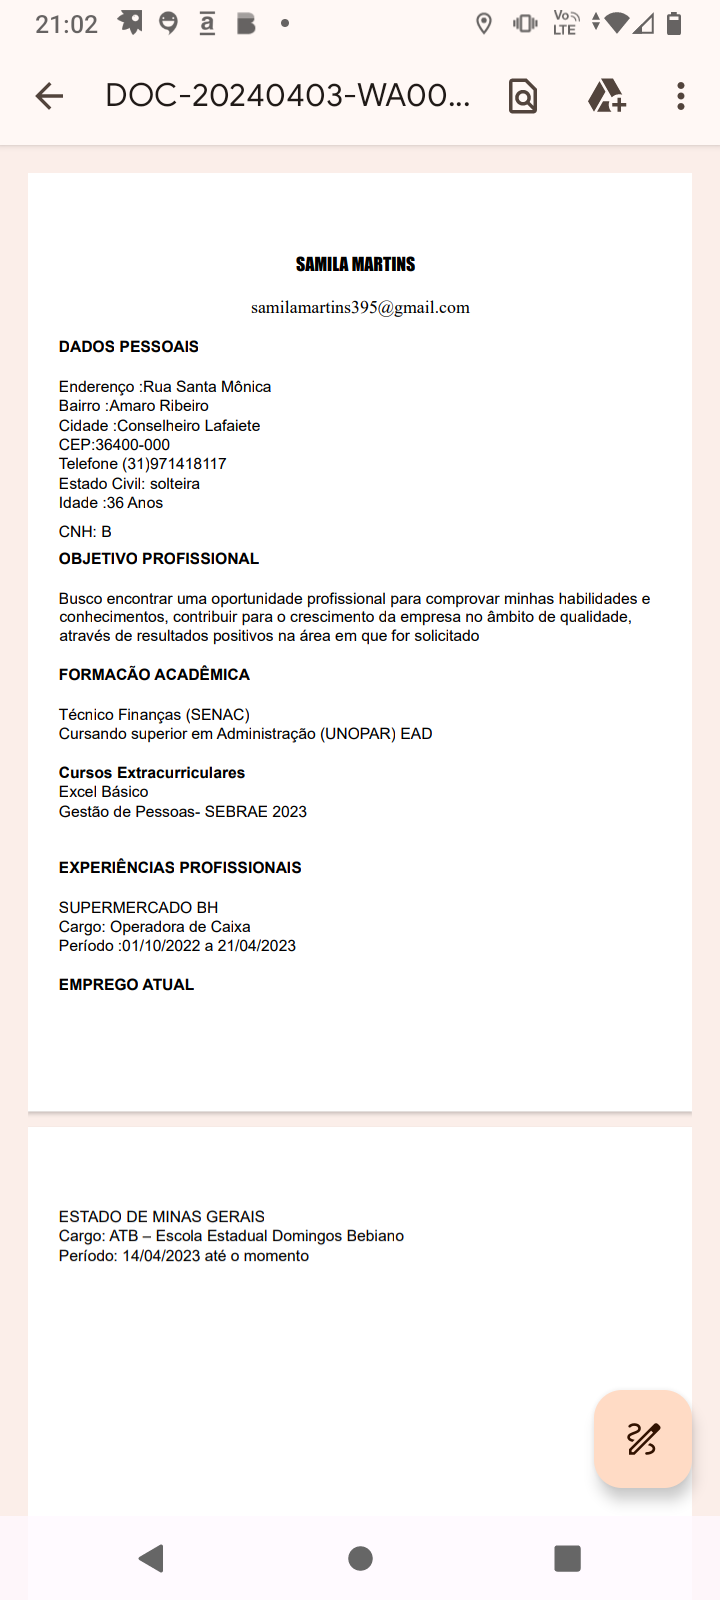 21:02
Vo
LTE
DOC-20240403-WA00...
SAMILA MARTINS
samilamartins395@gmail.com
DADOS PESSOAIS
Enderenço :Rua Santa Mônica
Bairro :Amaro Ribeiro
Cidade :Conselheiro Lafaiete
CEP:36400-000
Telefone (31)971418117
Estado Civil: solteira
Idade :36 Anos
CNH: B
OBJETIVO PROFISSIONAL
Busco encontrar uma oportunidade profissional para comprovar minhas habilidades e
conhecimentos, contribuir para o crescimento da empresa no âmbito de qualidade,
através de resultados positivos na área em que for solicitado
FORMACÃO ACADÊMICA
Técnico Finanças (SENAC)
Cursando superior em Administração (UNOPAR) EAD
Cursos Extracurriculares
Excel Básico
Gestão de Pessoas- SEBRAE 2023
EXPERIÊNCIAS PROFISSIONAIS
SUPERMERCADO BH
Cargo: Operadora de Caixa
Período :01/10/2022 a 21/04/2023
EMPREGO ATUAL
ESTADO DE MINAS GERAIS
Cargo: ATB – Escola Estadual Domingos Bebiano
Período: 14/04/2023 até o momento